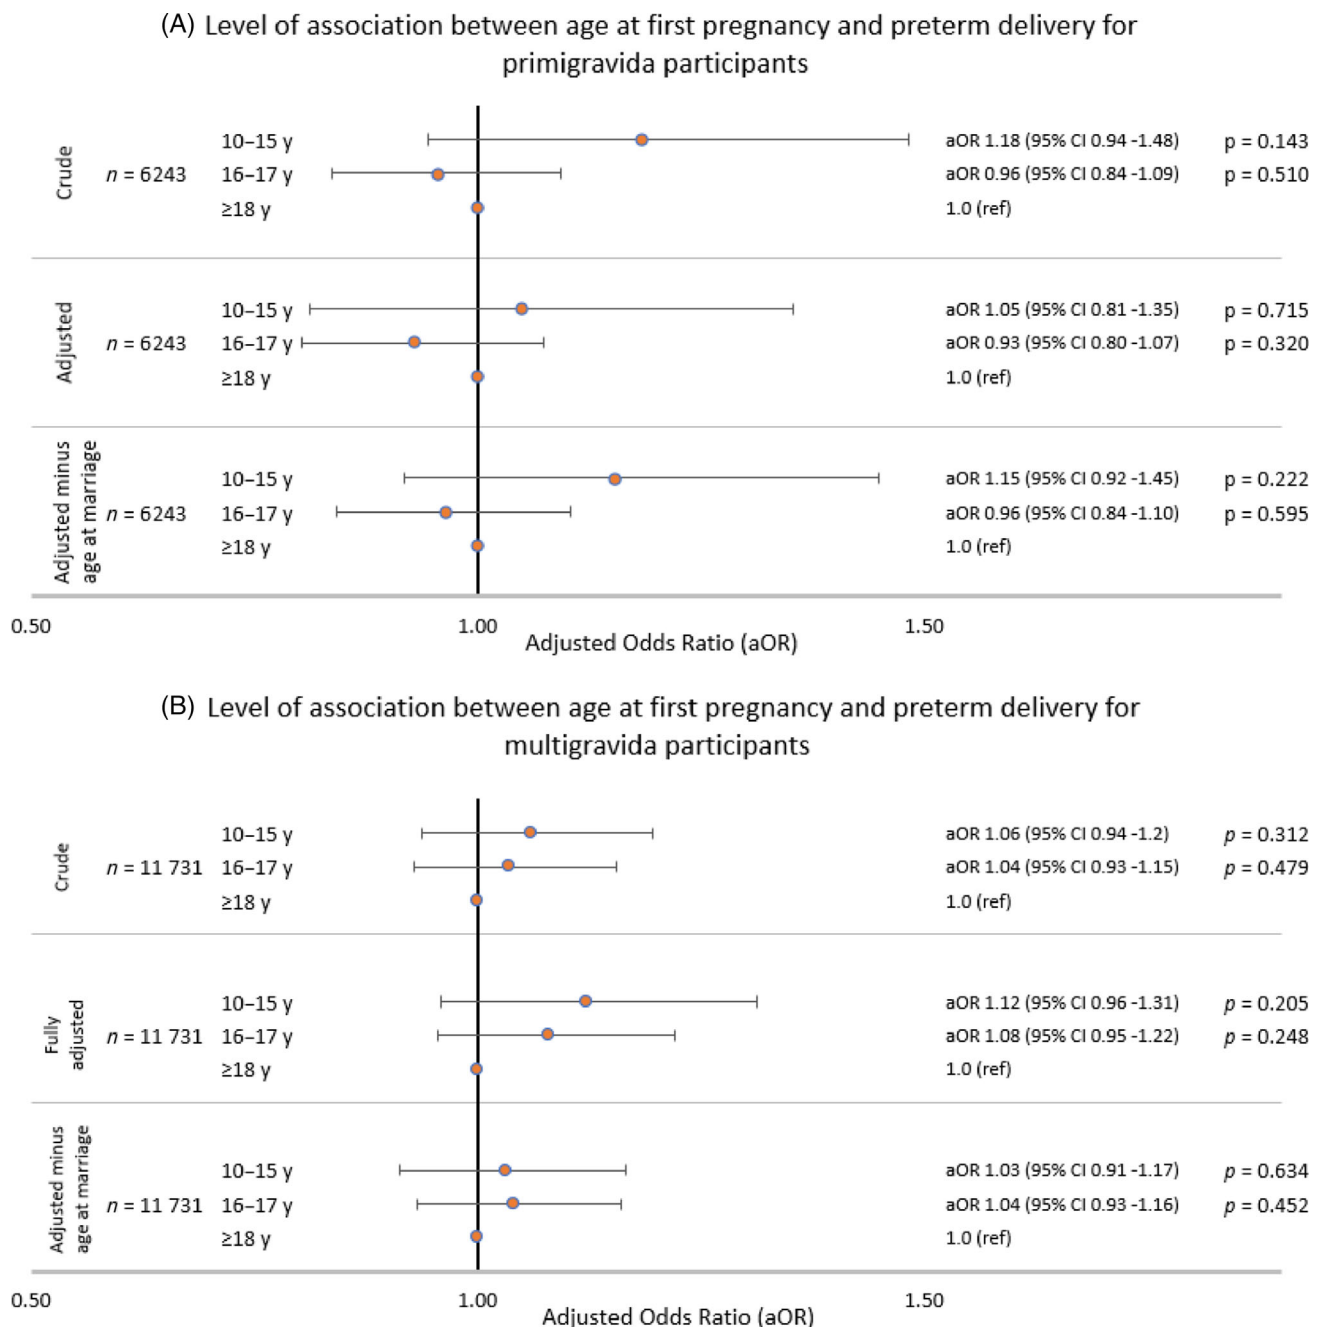 (A) Level of association between age at first pregnancy and preterm delivery for
primigravida participants
Crude
n = 6243
10–15 y aOR 1.18 (95% CI 0.94 -1.48) p = 0.143
16–17 y aOR 0.96 (95% CI 0.84 -1.09) p = 0.510
≥18 y 1.0 (ref)
Adjusted
n = 6243
10–15 y aOR 1.05 (95% CI 0.81 -1.35) p = 0.715
16–17 y aOR 0.93 (95% CI 0.80 -1.07) p = 0.320
≥18 y 1.0 (ref)
Adjusted minus
age at marriage
n = 6243
10–15 y aOR 1.15 (95% CI 0.92 -1.45) p = 0.222
16–17 y aOR 0.96 (95% CI 0.84 -1.10) p = 0.595
≥18 y 1.0 (ref)
0.50 1.00 1.50
Adjusted Odds Ratio (aOR)
(B) Level of association between age at first pregnancy and preterm delivery for
multigravida participants
Crude
n = 11 731
10–15 y aOR 1.06 (95% CI 0.94 -1.2) p = 0.312
16–17 y aOR 1.04 (95% CI 0.93 -1.15) p = 0.479
≥18 y 1.0 (ref)
Fully
adjusted
n = 11 731
10–15 y aOR 1.12 (95% CI 0.96 -1.31) p = 0.205
16–17 y aOR 1.08 (95% CI 0.95 -1.22) p = 0.248
≥18 y 1.0 (ref)
Adjusted minus
age at marriage
n = 11 731
10–15 y aOR 1.03 (95% CI 0.91 -1.17) p = 0.634
16–17 y aOR 1.04 (95% CI 0.93 -1.16) p = 0.452
≥18 y 1.0 (ref)
0.50 1.00 1.50
Adjusted Odds Ratio (aOR)